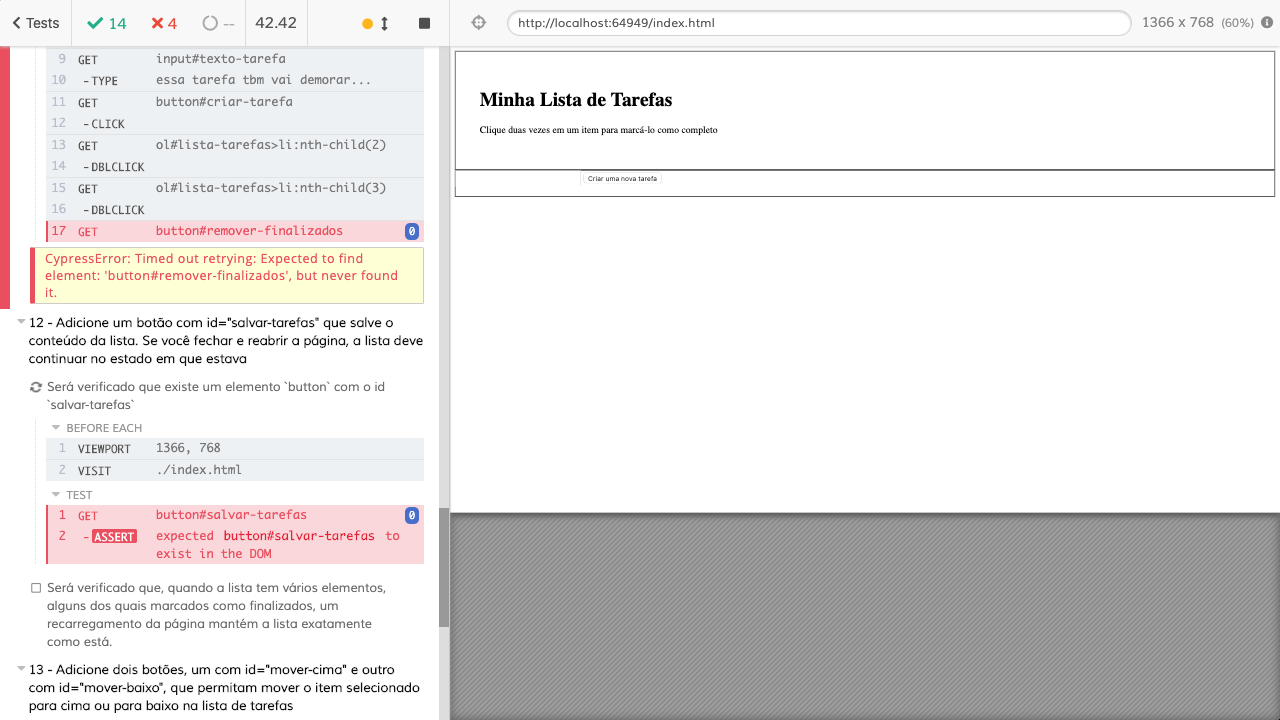 Tests 14 4 -- 42.42 http://localhost:64949/index.html 1366 x 768 (60%)
9 GET input#texto-tarefa
10 -TYPE essa tarefa tbm vai demorar...
11 GET button#criar-tarefa
12 -CLICK
13 GET ol#lista-tarefas>li:nth-child(2)
14 -DBLCLICK
15 GET ol#lista-tarefas>li:nth-child(3)
16 -DBLCLICK
17 GET button#remover-finalizados 0
CypressError: Timed out retrying: Expected to find
element: 'button#remover-finalizados', but never found
it.
12 - Adicione um botão com id="salvar-tarefas" que salve o
conteúdo da lista. Se você fechar e reabrir a página, a lista deve
continuar no estado em que estava
Será verificado que existe um elemento `button` com o id
`salvar-tarefas`
BEFORE EACH
1 VIEWPORT 1366, 768
2 VISIT ./index.html
TEST
1 GET button#salvar-tarefas 0
2 -ASSERT expected button#salvar-tarefas to
exist in the DOM
Será verificado que, quando a lista tem vários elementos,
alguns dos quais marcados como finalizados, um
recarregamento da página mantém a lista exatamente
como está.
13 - Adicione dois botões, um com id="mover-cima" e outro
com id="mover-baixo", que permitam mover o item selecionado
para cima ou para baixo na lista de tarefas
Minha Lista de Tarefas
Clique duas vezes em um item para marcá-lo como completo
Criar uma nova tarefa